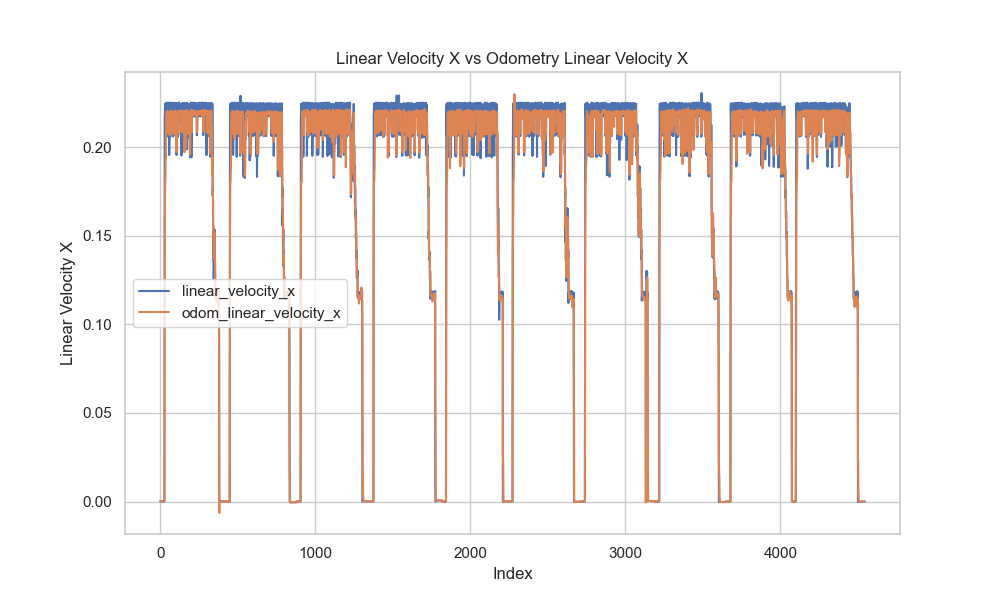 Linear Velocity X vs Odometry Linear Velocity X
0.20
0.15
0.10
0.05
0.00
Linear Velocity X
linear_velocity_x
odom_linear_velocity_x
0 1000 2000 3000 4000
Index